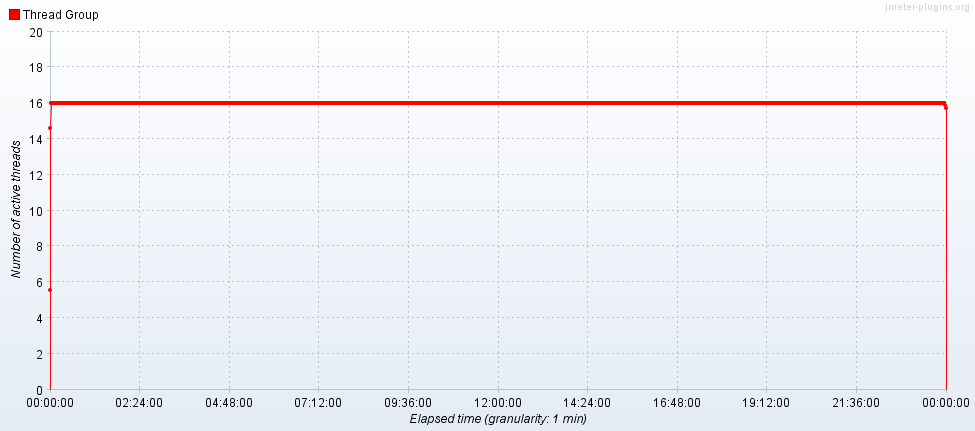 Thread Group
jmeter-plugins.org
20
18
16
14
12
10
8
6
4
2
0
Number of active threads
00:00:00 02:24:00 04:48:00 07:12:00 09:36:00 12:00:00 14:24:00 16:48:00 19:12:00 21:36:00 00:00:00
Elapsed time (granularity: 1 min)